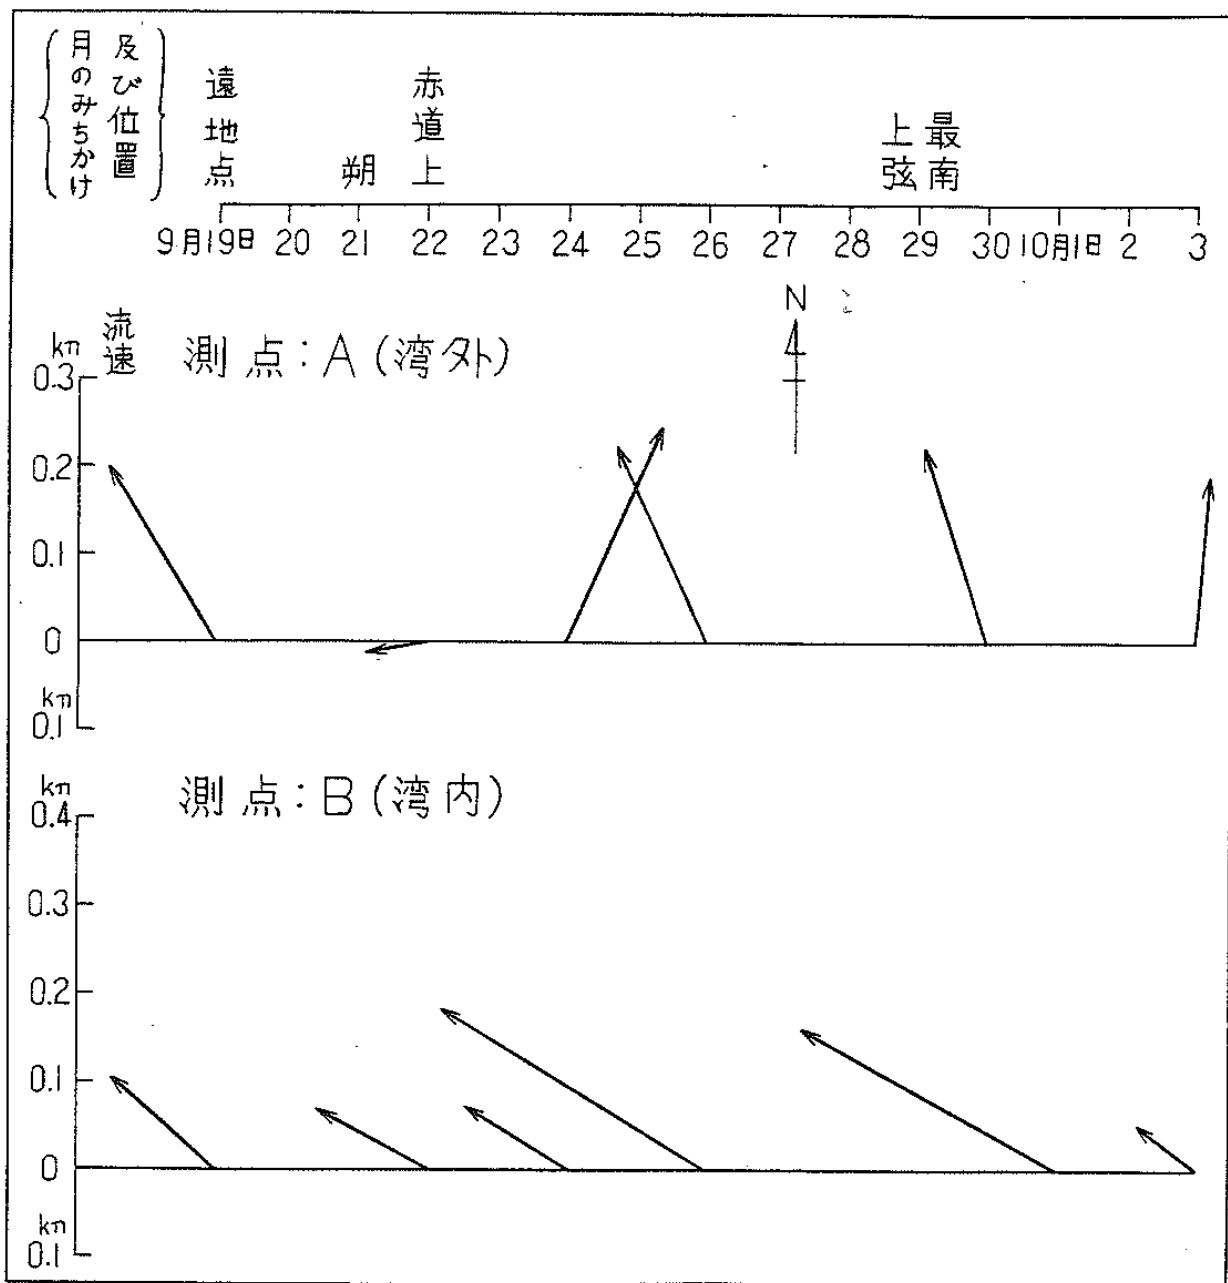 月のみちかけ
及び位置
遠地点
朔
赤道上
上弦
最南
9月19日 20 21 22 23 24 25 26 27 28 29 30 10月1日 2 3
N
流速
kn
測点:A(湾外)
0.3
0.2
0.1
0
kn
0.1
kn
測点:B(湾内)
0.4
0.3
0.2
0.1
0
kn
0.1